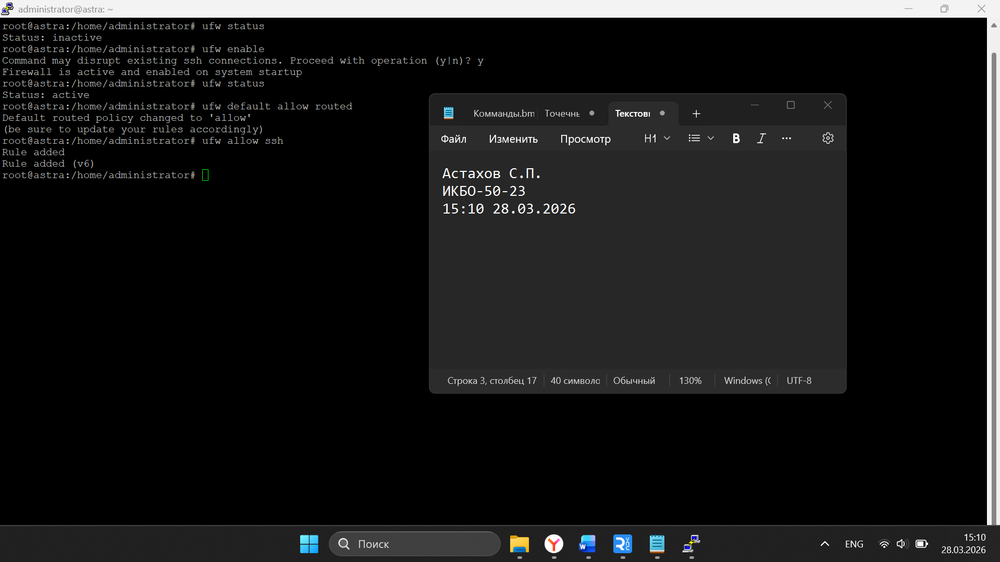 administrator@astra: ~
root@astra:/home/administrator# ufw status
Status: inactive
root@astra:/home/administrator# ufw enable
Command may disrupt existing ssh connections. Proceed with operation (y|n)? y
Firewall is active and enabled on system startup
root@astra:/home/administrator# ufw status
Status: active
root@astra:/home/administrator# ufw default allow routed
Default routed policy changed to 'allow'
(be sure to update your rules accordingly)
root@astra:/home/administrator# ufw allow ssh
Rule added
Rule added (v6)
root@astra:/home/administrator#
Комманды.bm Точечнь Текстові
Файл Изменить Просмотр H1 B I
Астахов С.П.
ИКБО-50-23
15:10 28.03.2026
Строка 3, столбец 17 40 символо Обычный 130% Windows (C UTF-8
Поиск
ENG
15:10
28.03.2026